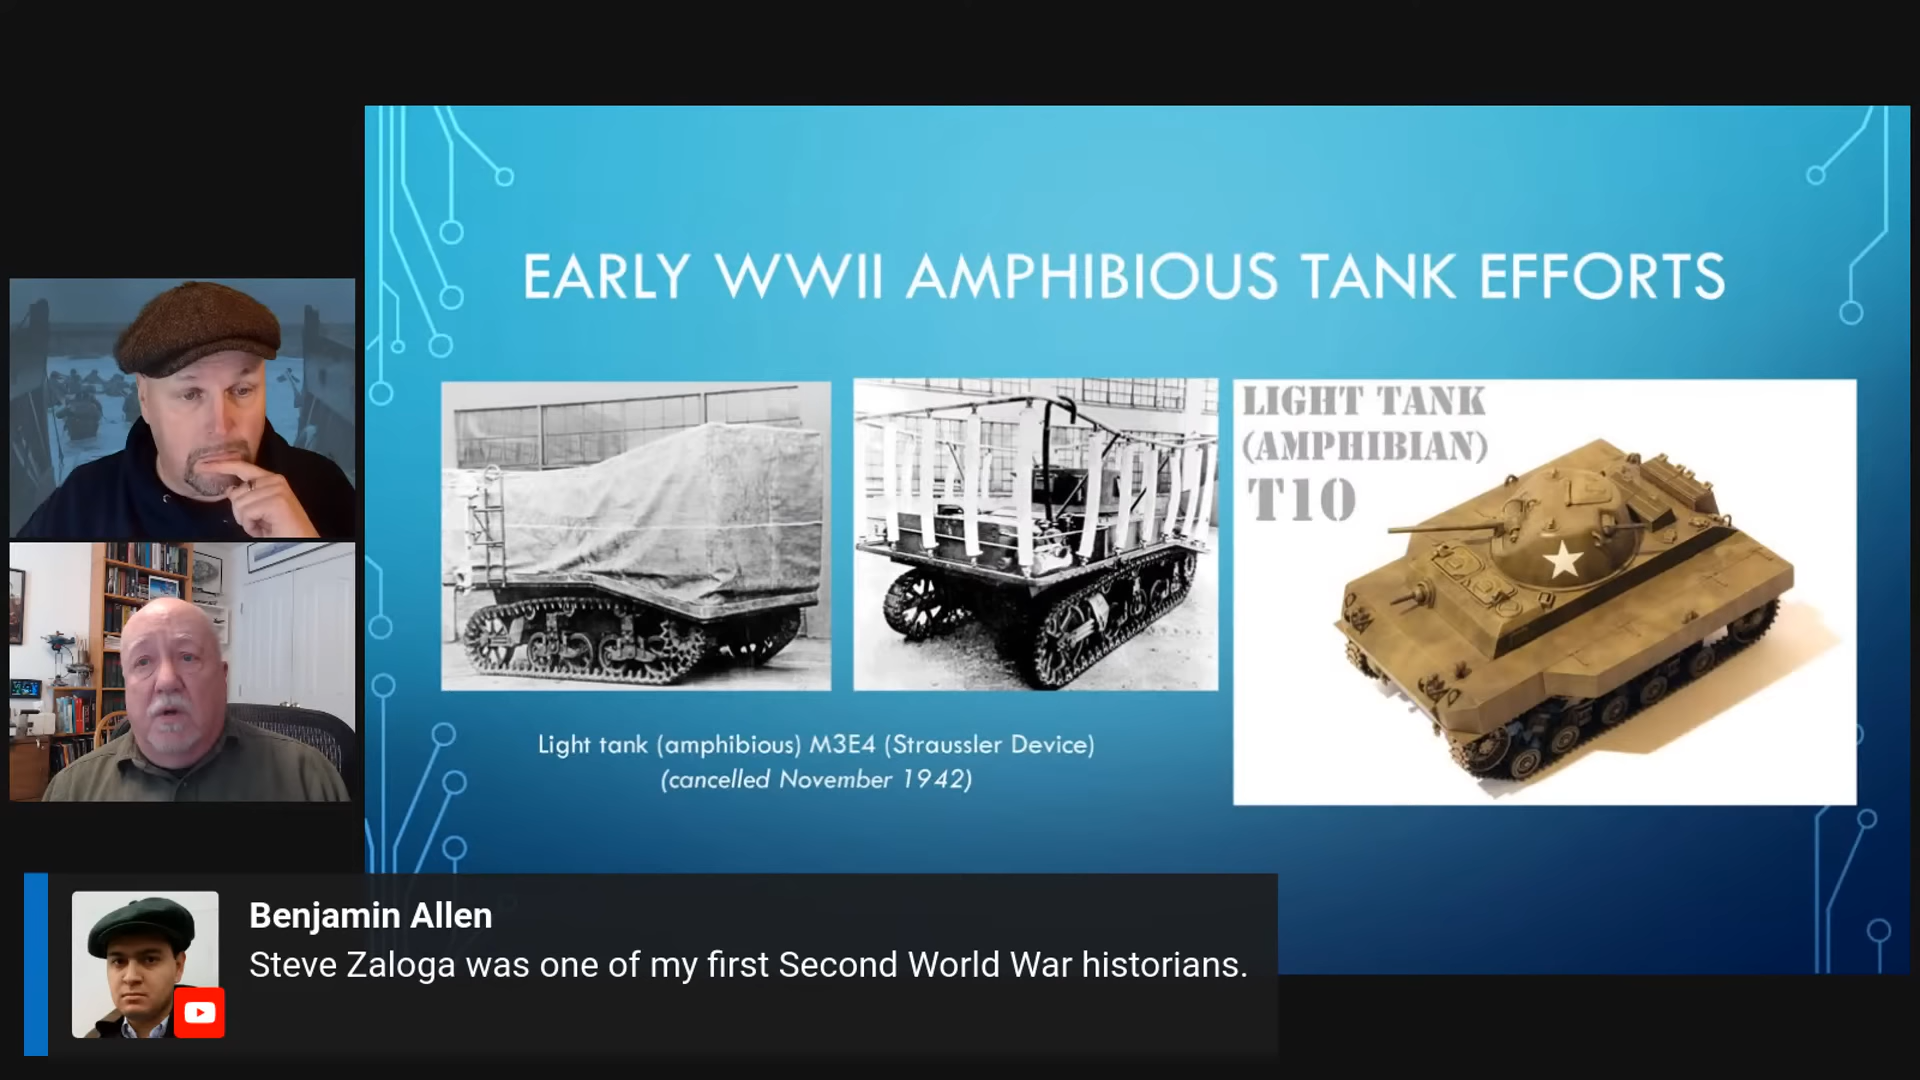 EARLY WWII AMPHIBIOUS TANK EFFORTS
LIGHT TANK
(AMPHIBIAN)
T10
Light tank (amphibious) M3E4 (Straussler Device)
(cancelled November 1942)
Benjamin Allen
Steve Zaloga was one of my first Second World War historians.